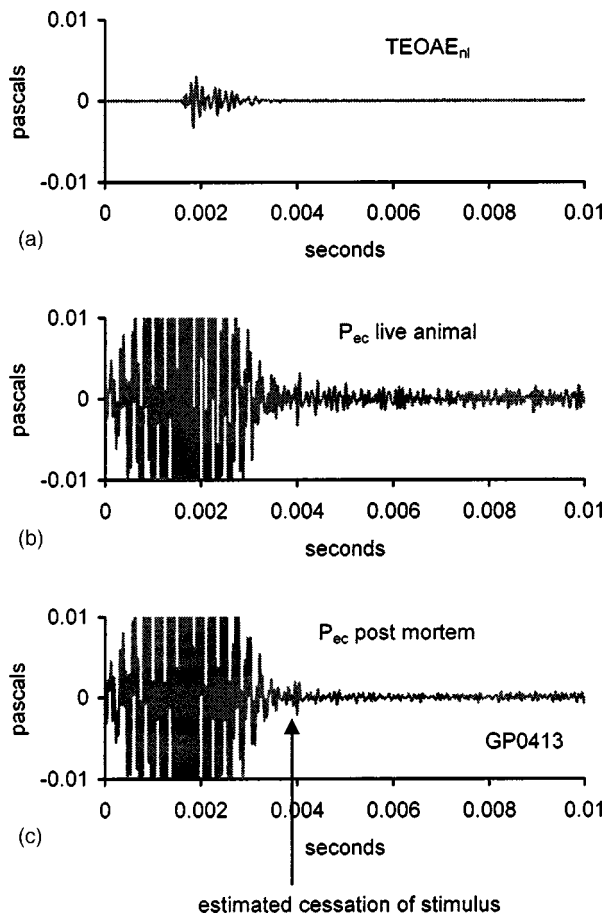 0.01
TEOAEnl
pascals
0
-0.01
0 0.002 0.004 0.006 0.008 0.01
(a)
seconds
0.01
Pec live animal
pascals
0
-0.01
0 0.002 0.004 0.006 0.008 0.01
(b)
seconds
0.01
Pec post mortem
pascals
0
GP0413
-0.01
0 0.002 0.004 0.006 0.008 0.01
(c)
seconds
estimated cessation of stimulus